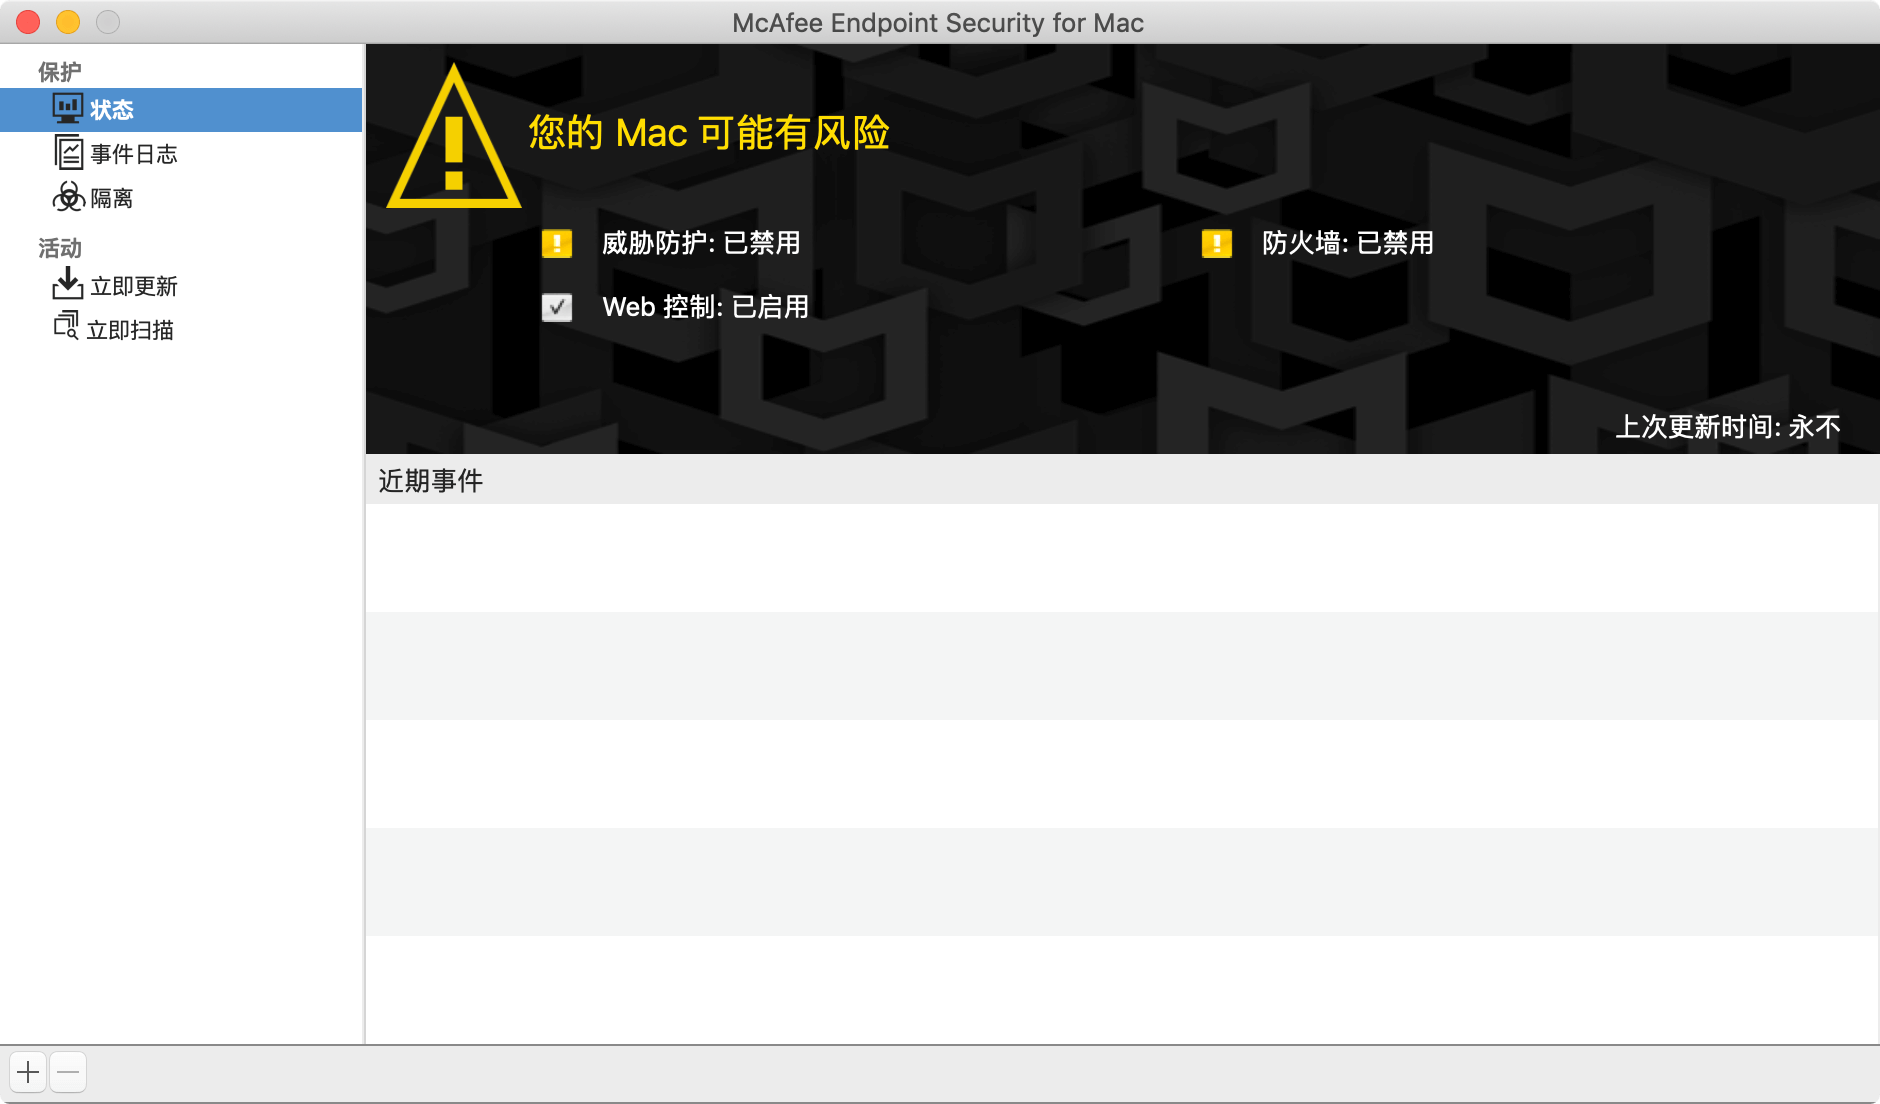 McAfee Endpoint Security for Mac
保护
状态
事件日志
隔离
活动
立即更新
立即扫描
您的 Mac 可能有风险
威胁防护: 已禁用
防火墙: 已禁用
Web 控制: 已启用
上次更新时间: 永不
近期事件